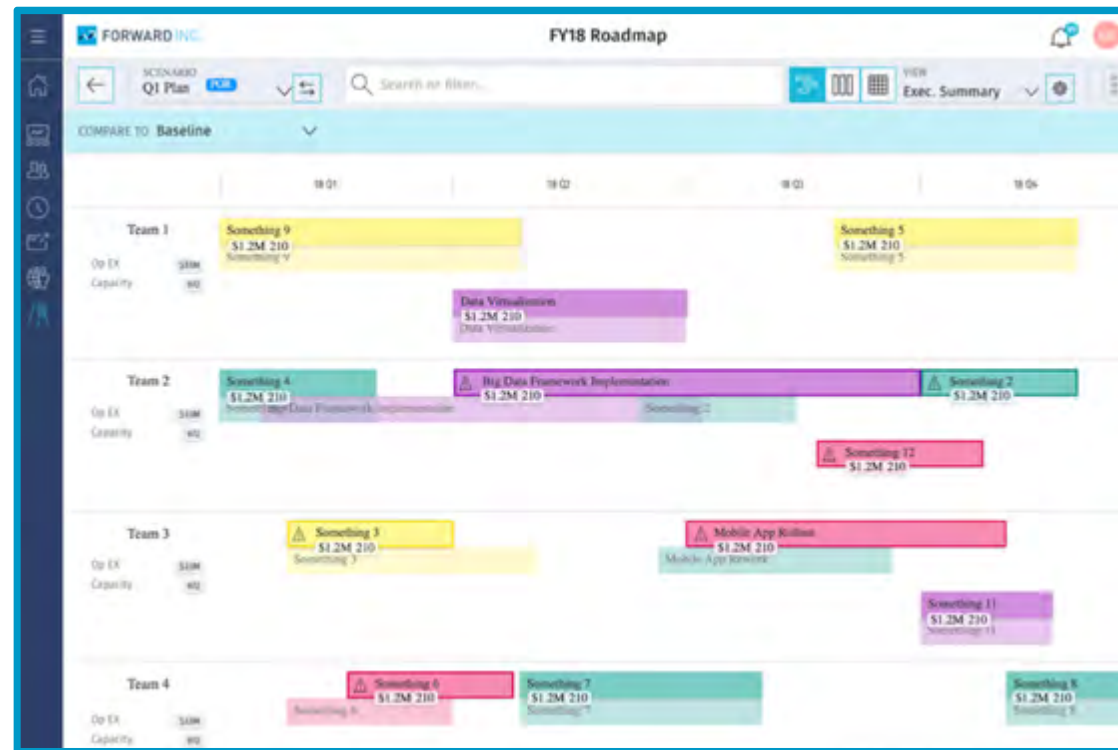 FORWARD INC.
FY18 Roadmap
SCENARIO
Q1 Plan
Search or filter...
VIEW
Exec. Summary
COMPARE TO Baseline
18 Q1
18 Q2
18 Q3
18 Q4
Team 1
Op EX
Capacity
Something 9
$1.2M 210
Something 9
Something 5
$1.2M 210
Something 5
Data Virtualization
$1.2M 210
Data Virtualization
Team 2
Op EX
Capacity
Something 4
$1.2M 210
Big Data Framework Implementation
$1.2M 210
Something 2
$1.2M 210
Data Framework Implementation
Something 2
Something 12
$1.2M 210
Team 3
Op EX
Capacity
Something 3
$1.2M 210
Something 3
Mobile App Rollout
$1.2M 210
Mobile App Rework
Something 11
$1.2M 210
Something 11
Team 4
Op EX
Capacity
Something 6
$1.2M 210
Something 6
Something 7
$1.2M 210
Something 7
Something 8
$1.2M 210
Something 8